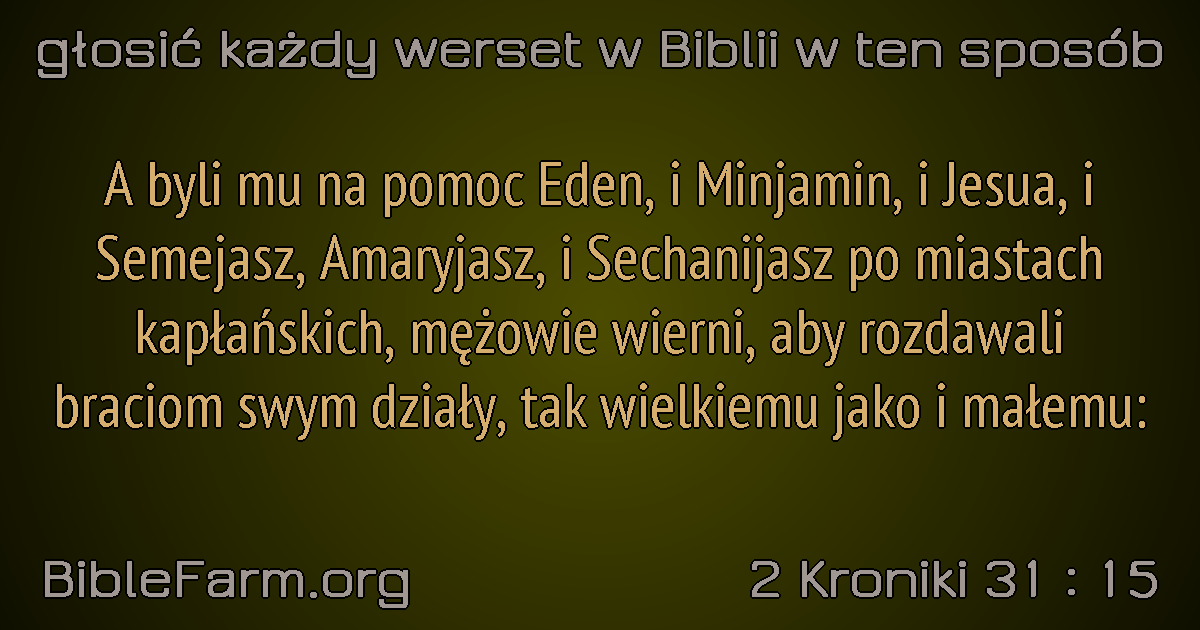 głosić każdy werset w Biblii w ten sposób
A byli mu na pomoc Eden, i Minjamin, i Jesua, i
Semejasz, Amaryjasz, i Sechanijasz po miastach
kapłańskich, mężowie wierni, aby rozdawali
braciom swym działy, tak wielkiemu jako i małemu:
BibleFarm.org
2 Kroniki 31 : 15